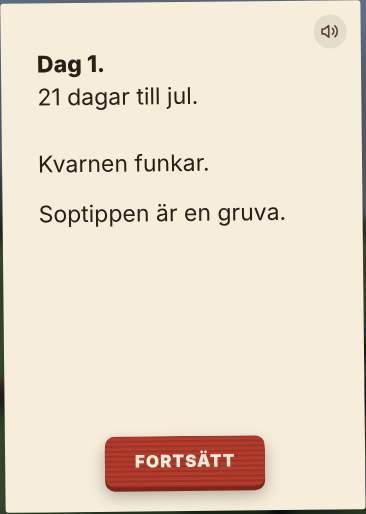 Dag 1.
21 dagar till jul.
Kvarnen funkar.
Soptippen är en gruva.
FORTSÄTT